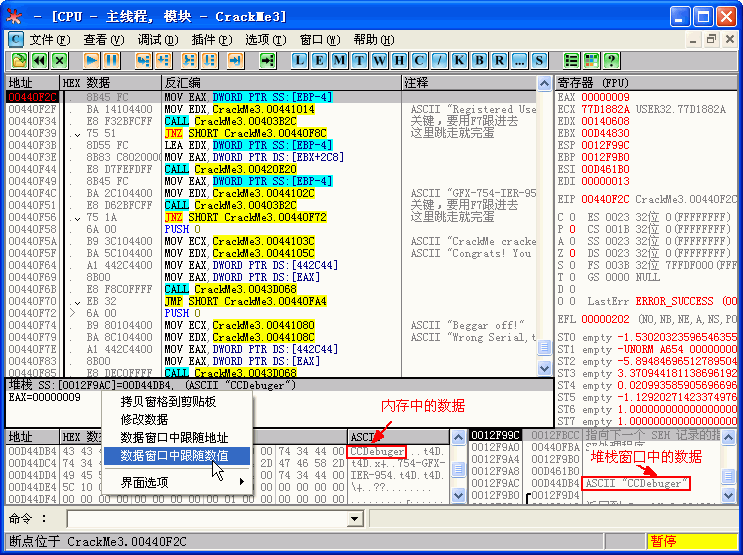 - [CPU - 主线程, 模块 - CrackMe3]
C 文件(F) 查看(V) 调试(D) 插件(P) 选项(T) 窗口(W) 帮助(H)
L E M T W H C / K B R ... S ?
地址 HEX 数据 反汇编 注释 寄存器 (FPU)
00440F2C . 8B45 FC MOV EAX,DWORD PTR SS:[EBP-4]
00440F2F . BA 14104400 MOV EDX,CrackMe3.00441014 ASCII "Registered Use
00440F34 . E8 F32BFCFF CALL CrackMe3.00403B2C 关键，要用F7跟进去
00440F39 . 75 51 JNZ SHORT CrackMe3.00440F8C 这里跳走就完蛋
00440F3B . 8D55 FC LEA EDX,DWORD PTR SS:[EBP-4]
00440F3E . 8B83 C8020000 MOV EAX,DWORD PTR DS:[EBX+2C8]
00440F44 . E8 D7FEFDFF CALL CrackMe3.00420E20
00440F49 . 8B45 FC MOV EAX,DWORD PTR SS:[EBP-4]
00440F4C . BA 2C104400 MOV EDX,CrackMe3.0044102C ASCII "GFX-754-IER-95
00440F51 . E8 D62BFCFF CALL CrackMe3.00403B2C 关键，要用F7跟进去
00440F56 . 75 1A JNZ SHORT CrackMe3.00440F72 这里跳走就完蛋
00440F58 . 6A 00 PUSH 0
00440F5A . B9 3C104400 MOV ECX,CrackMe3.0044103C ASCII "CrackMe cracke
00440F5F . BA 5C104400 MOV EDX,CrackMe3.0044105C ASCII "Congrats! You
00440F64 . A1 442C4400 MOV EAX,DWORD PTR DS:[442C44]
00440F69 . 8B00 MOV EAX,DWORD PTR DS:[EAX]
00440F6B . E8 F8C0FFFF CALL CrackMe3.0043D068
00440F70 . EB 32 JMP SHORT CrackMe3.00440FA4
00440F72 > 6A 00 PUSH 0
00440F74 . B9 80104400 MOV ECX,CrackMe3.00441080 ASCII "Beggar off!"
00440F79 . BA 8C104400 MOV EDX,CrackMe3.0044108C ASCII "Wrong Serial,t
00440F7E . A1 442C4400 MOV EAX,DWORD PTR DS:[442C44]
00440F83 . 8B00 MOV EAX,DWORD PTR DS:[EAX]
00440F85 . E8 DEC0FFFF CALL CrackMe3.0043D068
EAX 00000009
ECX 77D1882A USER32.77D1882A
EDX 00140608
EBX 00D44830
ESP 0012F99C
EBP 0012F9B0
ESI 00D461B0
EDI 00000013
EIP 00440F2C CrackMe3.00440F2C
C 0 ES 0023 32位 0(FFFFFFFF)
P 0 CS 001B 32位 0(FFFFFFFF)
A 0 SS 0023 32位 0(FFFFFFFF)
Z 0 DS 0023 32位 0(FFFFFFFF)
S 0 FS 003B 32位 7FFDF000(FFF
T 0 GS 0000 NULL
D 0
O 0 LastErr ERROR_SUCCESS (00
EFL 00000202 (NO,NB,NE,A,NS,PO
ST0 empty -1.5302032359654635
ST1 empty -UNORM A654 00000000
ST2 empty -5.8948469651278950
ST3 empty 3.37094418113869619
ST4 empty 0.02099358590569669
ST5 empty -1.1292027142337497
ST6 empty 1.00000000000000000
ST7 empty 1.00000000000000000
堆栈 SS:[0012F9AC]=00D44DB4, (ASCII "CCDebuger")
EAX=00000009
拷贝窗格到剪贴板
修改数据
数据窗口中跟随地址
数据窗口中跟随数值
界面选项
内存中的数据
堆栈窗口中的数据
地址 HEX 数据 ASCII
00D44DB4 43 43 00 74 34 44 00 CCDebuger...t4D.
00D44DC4 74 34 2D 47 46 58 2D t4D.x+..754-GFX-
00D44DD4 49 45 00 74 34 44 00 IER-954.t4D.
00D44DE4 5C 10 00 00 00 00 00
0012F99C 0012FBCC 指向下一个 SEH 记录的指
0012F9A0 00440FBA SE处理程序
0012F9A4 0012F9B0
0012F9A8 00D461B0
0012F9AC 00D44DB4 ASCII "CCDebuger"
0012F9B0 0012F9D4
命令：
断点位于 CrackMe3.00440F2C 暂停